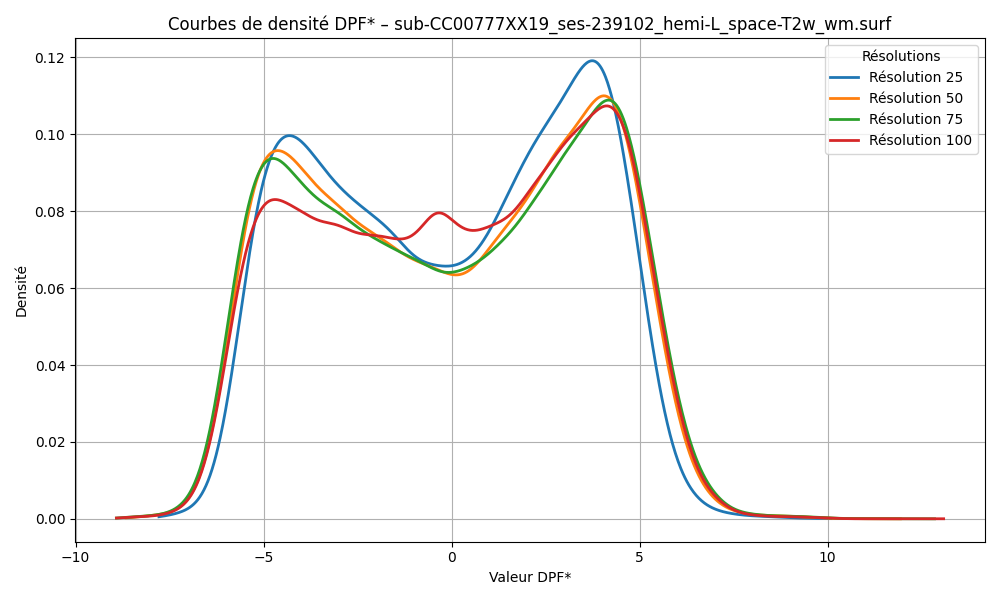 Courbes de densité DPF* – sub-CC00777XX19_ses-239102_hemi-L_space-T2w_wm.surf
Résolutions
Résolution 25
Résolution 50
Résolution 75
Résolution 100
Densité
0.12
0.10
0.08
0.06
0.04
0.02
0.00
−10
−5
0
5
10
Valeur DPF*